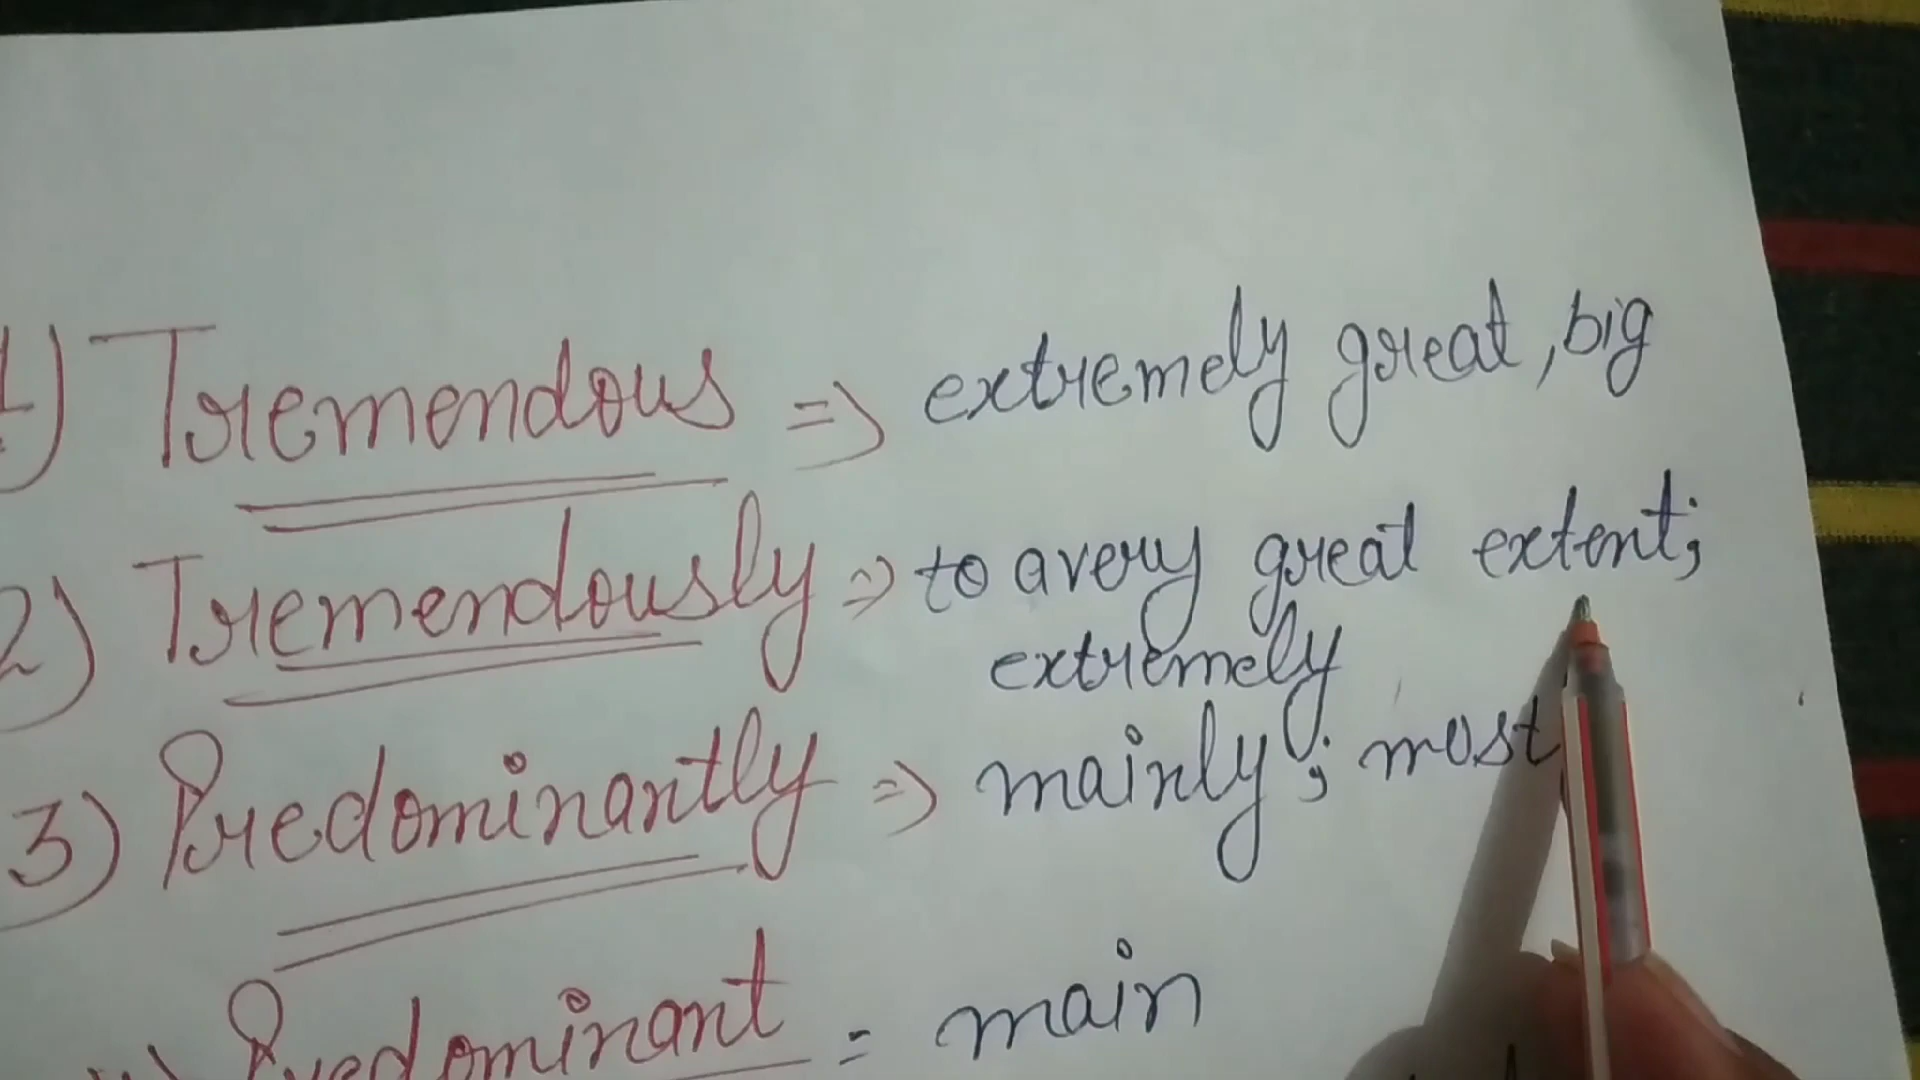 1) Tremendous => extremely great, big
2) Tremendously => to a very great extent;
extremely
3) Predominantly => mainly; most
Predominant = main